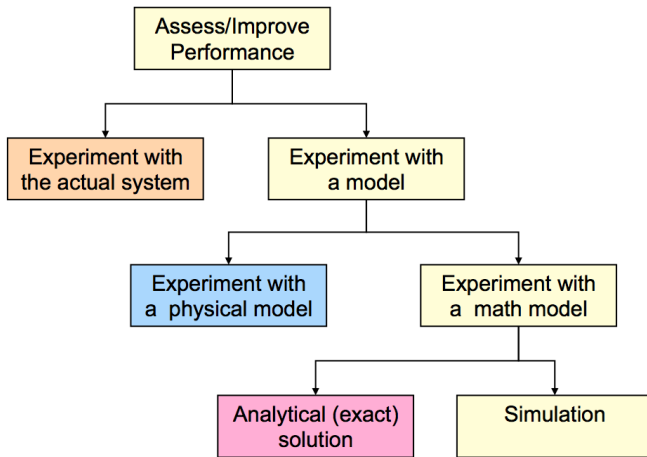 Assess/Improve
Performance
Experiment with
the actual system
Experiment with
a model
Experiment with
a physical model
Experiment with
a math model
Analytical (exact)
solution
Simulation